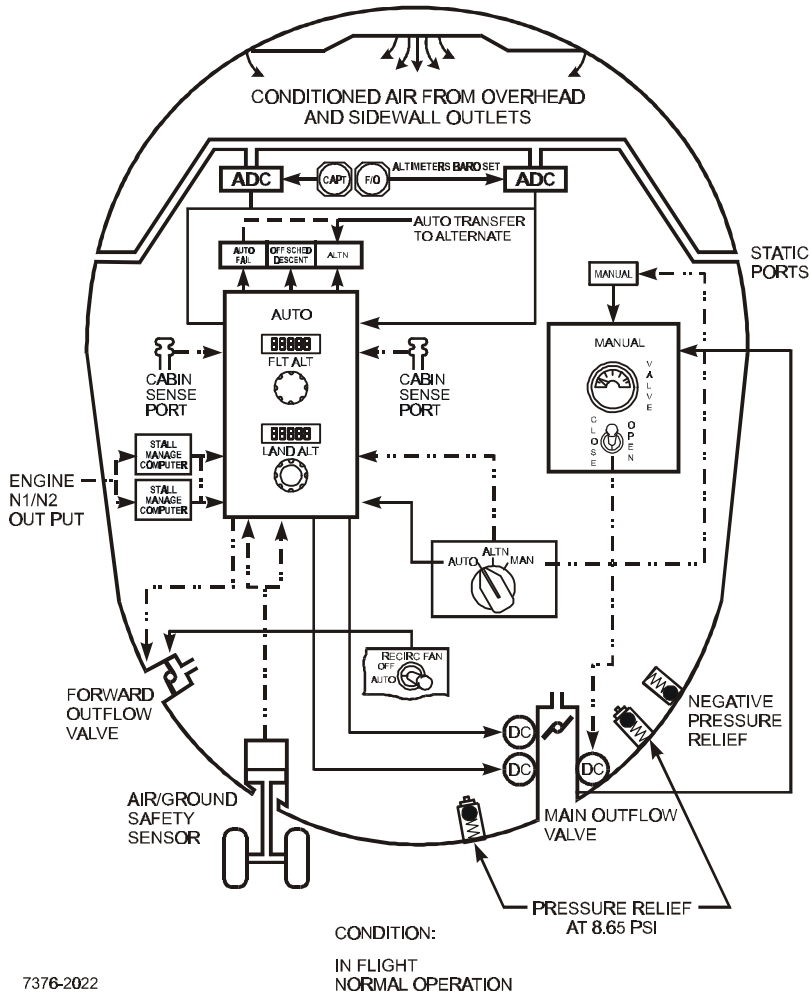 CONDITIONED AIR FROM OVERHEAD
AND SIDEWALL OUTLETS
ADC
CAPT
F/O
ALTIMETERS BARO SET
ADC
AUTO TRANSFER
TO ALTERNATE
AUTO
FAIL
OFF SCHED
DESCENT
ALTN
STATIC
PORTS
MANUAL
AUTO
88888
FLT ALT
88888
LAND ALT
CABIN
SENSE
PORT
CABIN
SENSE
PORT
MANUAL
VALVE
CLOSE
OPEN
STALL
MANAGE
COMPUTER
STALL
MANAGE
COMPUTER
ENGINE
N1/N2
OUT PUT
AUTO
ALTN
MAN
RECIRC FAN
OFF
AUTO
FORWARD
OUTFLOW
VALVE
NEGATIVE
PRESSURE
RELIEF
DC
DC
DC
AIR/GROUND
SAFETY
SENSOR
MAIN OUTFLOW
VALVE
PRESSURE RELIEF
AT 8.65 PSI
CONDITION:
IN FLIGHT
NORMAL OPERATION
7376-2022